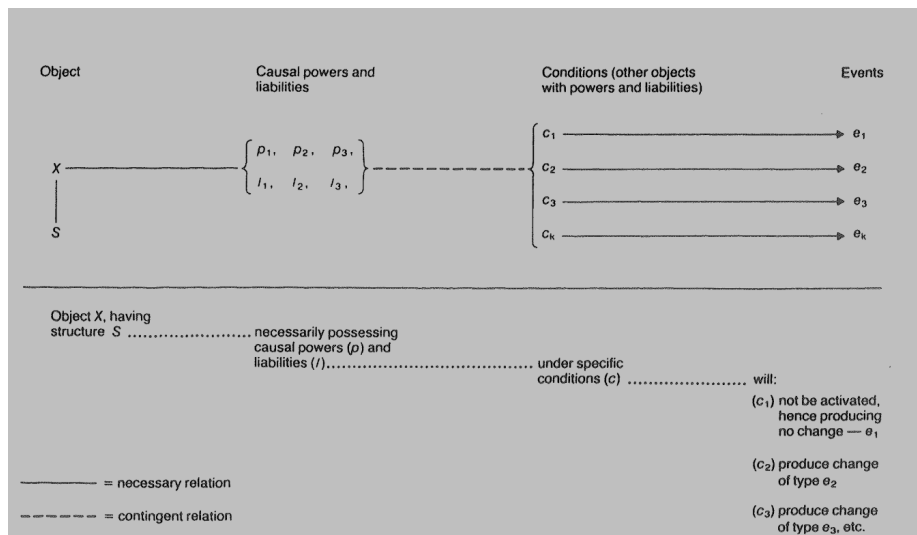 Object
Causal powers and
liabilities
Conditions (other objects
with powers and liabilities)
Events
X
S
p₁, p₂, p₃,
l₁, l₂, l₃,
c₁
e₁
c₂
e₂
c₃
e₃
cₖ
eₖ
Object X, having
structure S .................... necessarily possessing
causal powers (p) and
liabilities (l)................................... under specific
conditions (c) ...................... will:
(c₁) not be activated,
hence producing
no change — e₁
(c₂) produce change
of type e₂
(c₃) produce change
of type e₃, etc.
= necessary relation
= contingent relation